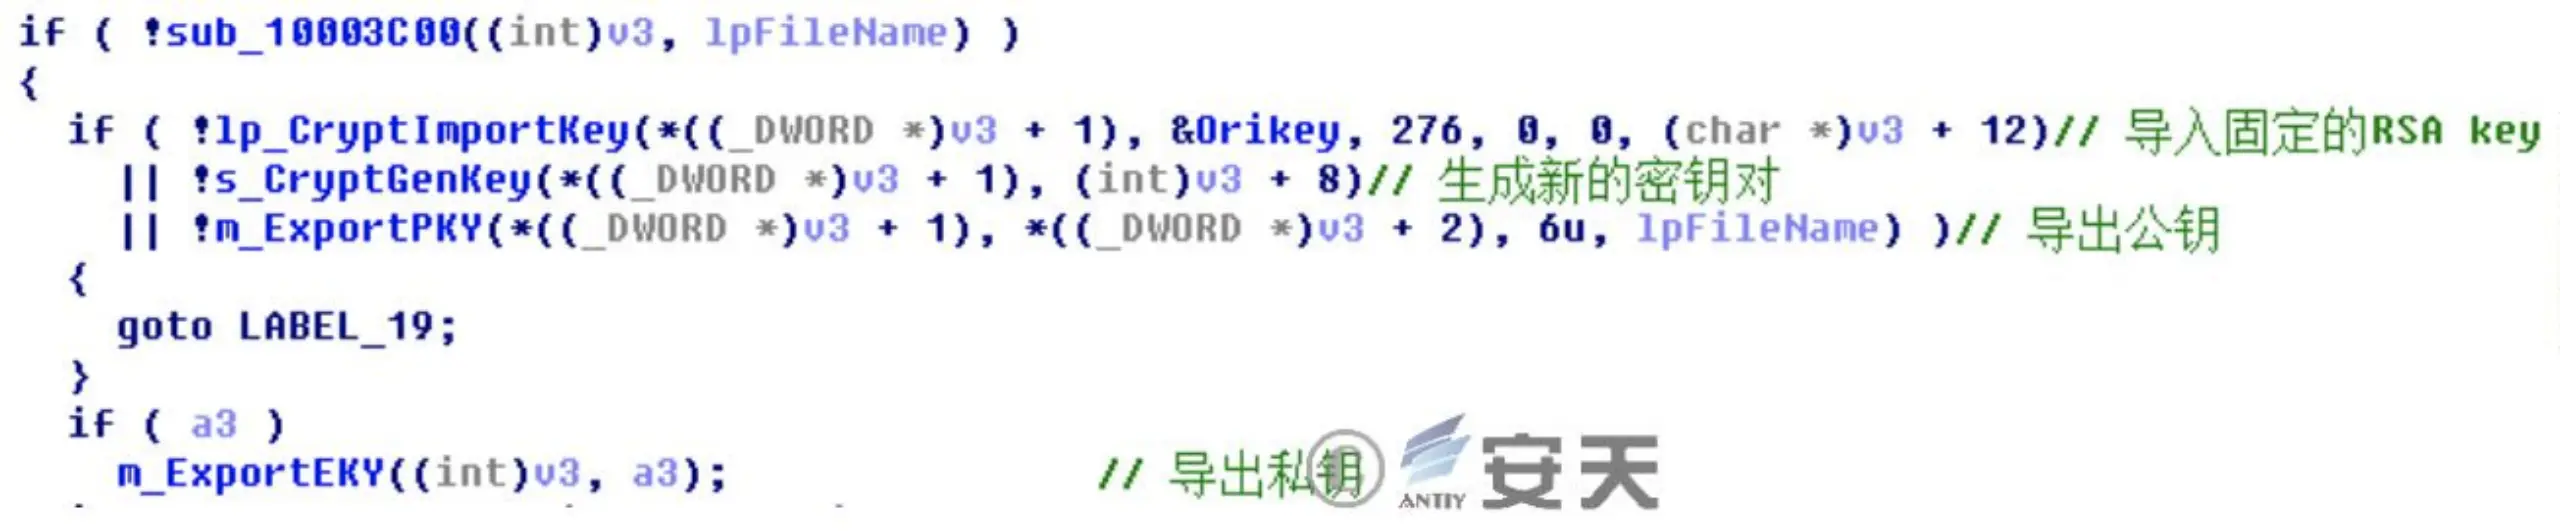 if ( !sub_10003C00((int)v3, lpFileName) )
{
if ( !lp_CryptImportKey(*((_DWORD *)v3 + 1), &Orikey, 276, 0, 0, (char *)v3 + 12)// 导入固定的RSA key
|| !s_CryptGenKey(*((_DWORD *)v3 + 1), (int)v3 + 8)// 生成新的密钥对
|| !m_ExportPKY(*((_DWORD *)v3 + 1), *((_DWORD *)v3 + 2), 6u, lpFileName) )// 导出公钥
{
goto LABEL_19;
}
if ( a3 )
m_ExportEKY((int)v3, a3); // 导出私钥
ANTIY 安天